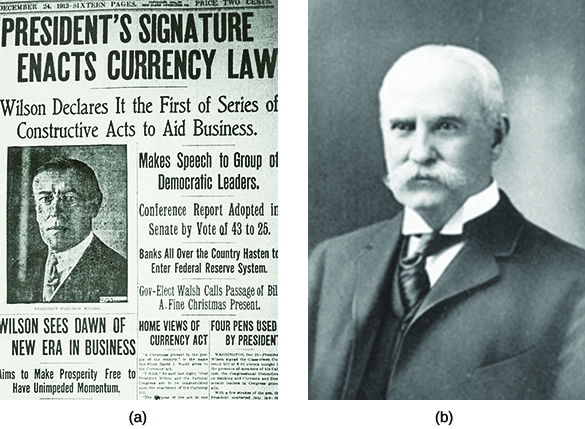 DECEMBER 24, 1913-SIXTEEN PAGES. PRICE TWO CENTS.
PRESIDENT'S SIGNATURE
ENACTS CURRENCY LAW
Wilson Declares It the First of Series of
Constructive Acts to Aid Business.
Makes Speech to Group of
Democratic Leaders.
Conference Report Adopted in
Senate by Vote of 43 to 25.
Banks All Over the Country Hasten to
Enter Federal Reserve System.
Gov-Elect Walsh Calls Passage of Bill
A Fine Christmas Present.
PRESIDENT WOODROW WILSON.
WILSON SEES DAWN OF
NEW ERA IN BUSINESS
Aims to Make Prosperity Free to
Have Unimpeded Momentum.
HOME VIEWS OF
CURRENCY ACT
FOUR PENS USED
BY PRESIDENT
(a)
(b)